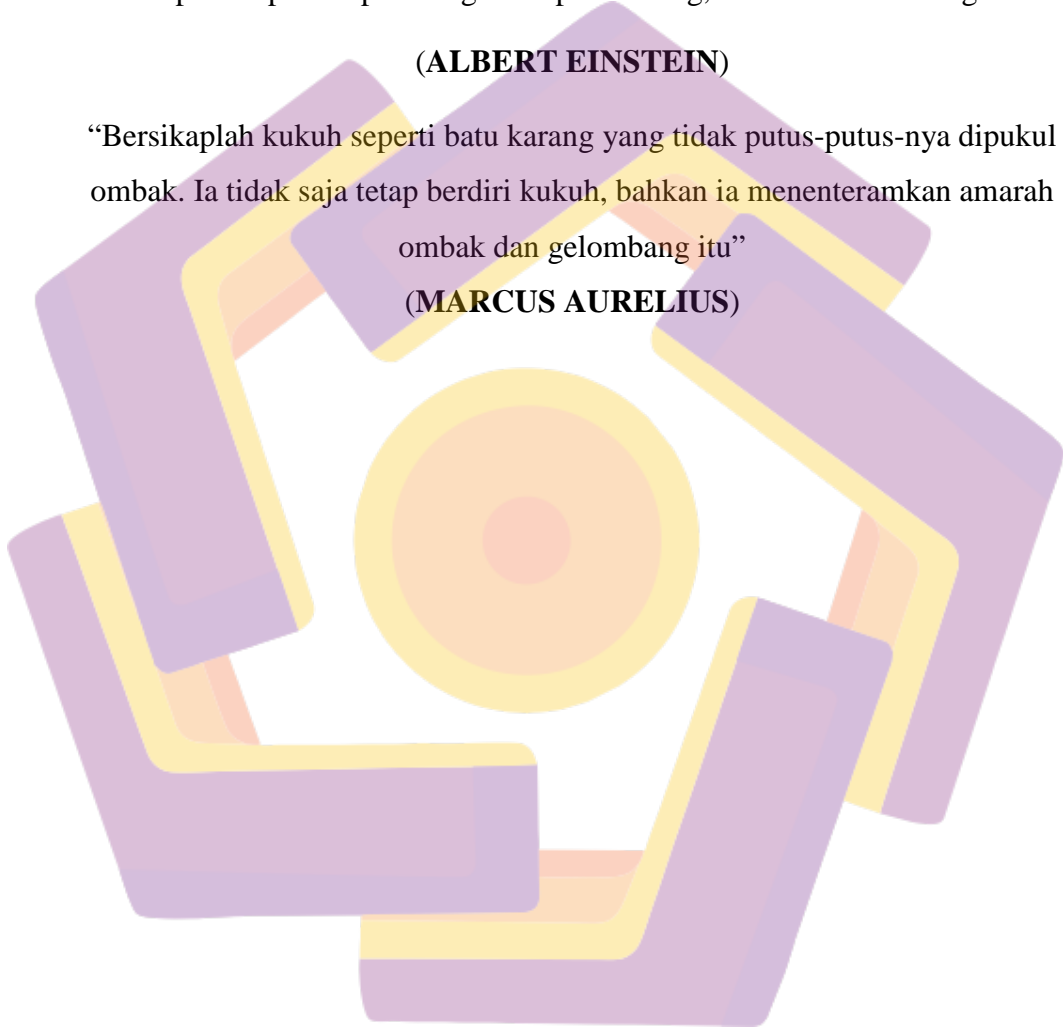 (ALBERT EINSTEIN)
“Bersikaplah kukuh seperti batu karang yang tidak putus-putus-nya dipukul
ombak. Ia tidak saja tetap berdiri kukuh, bahkan ia menenteramkan amarah
ombak dan gelombang itu”
(MARCUS AURELIUS)